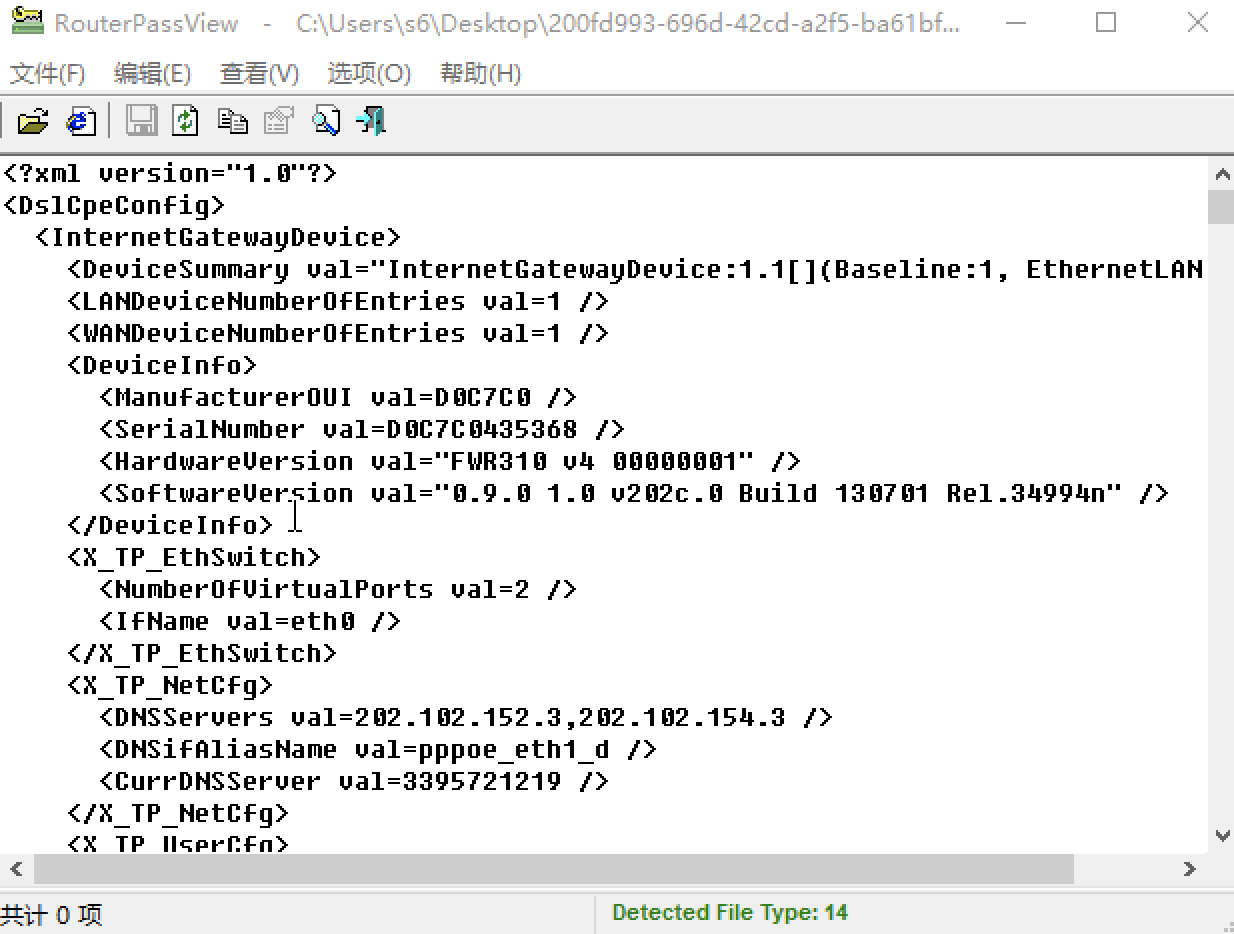 RouterPassView - C:\Users\s6\Desktop\200fd993-696d-42cd-a2f5-ba61bf...
文件(F) 编辑(E) 查看(V) 选项(O) 帮助(H)
<?xml version="1.0"?>
<DslCpeConfig>
<InternetGatewayDevice>
<DeviceSummary val="InternetGatewayDevice:1.1[](Baseline:1, EthernetLAN
<LANDeviceNumberOfEntries val=1 />
<WANDeviceNumberOfEntries val=1 />
<DeviceInfo>
<ManufacturerOUI val=D0C7C0 />
<SerialNumber val=D0C7C0435368 />
<HardwareVersion val="FWR310 v4 00000001" />
<SoftwareVersion val="0.9.0 1.0 v202c.0 Build 130701 Rel.34994n" />
</DeviceInfo>
<X_TP_EthSwitch>
<NumberOfVirtualPorts val=2 />
<IfName val=eth0 />
</X_TP_EthSwitch>
<X_TP_NetCfg>
<DNSServers val=202.102.152.3,202.102.154.3 />
<DNSifAliasName val=pppoe_eth1_d />
<CurrDNSServer val=3395721219 />
</X_TP_NetCfg>
<X_TP_UserCfg>
共计 0 项
Detected File Type: 14